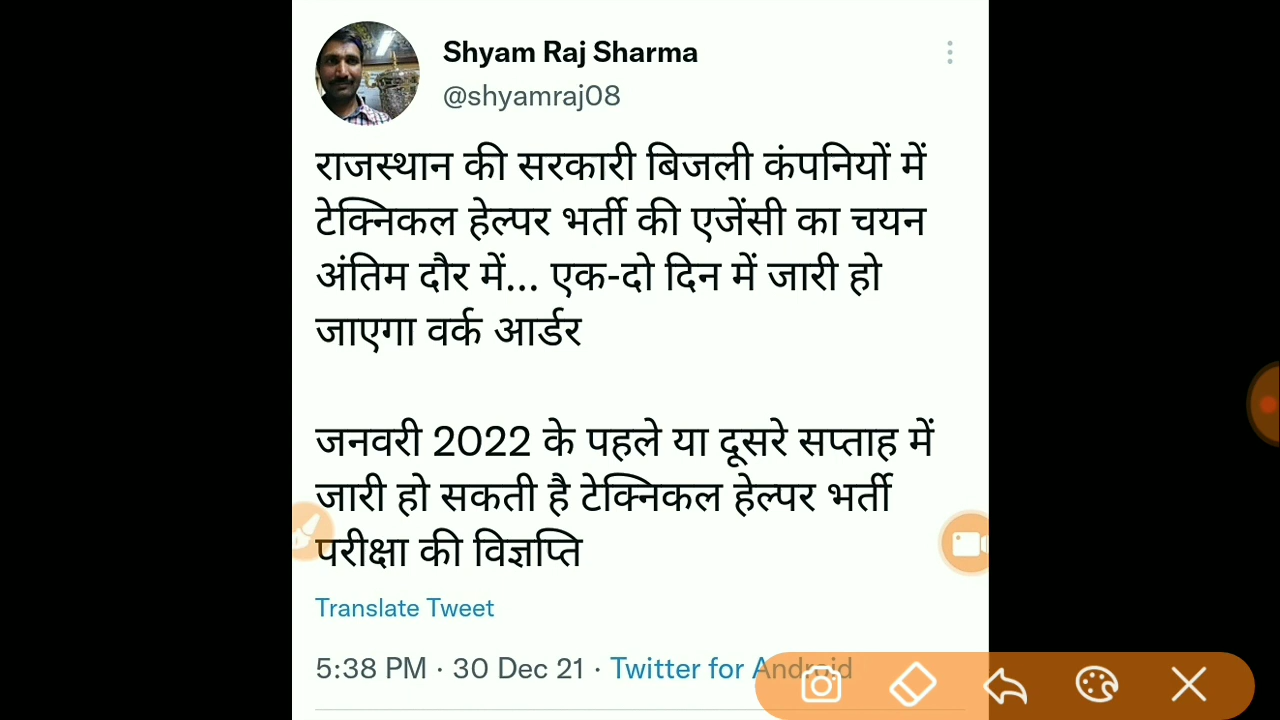 Shyam Raj Sharma
@shyamraj08
राजस्थान की सरकारी बिजली कंपनियों में
टेक्निकल हेल्पर भर्ती की एजेंसी का चयन
अंतिम दौर में... एक-दो दिन में जारी हो
जाएगा वर्क आर्डर
जनवरी 2022 के पहले या दूसरे सप्ताह में
जारी हो सकती है टेक्निकल हेल्पर भर्ती
परीक्षा की विज्ञप्ति
Translate Tweet
5:38 PM · 30 Dec 21 · Twitter for Android